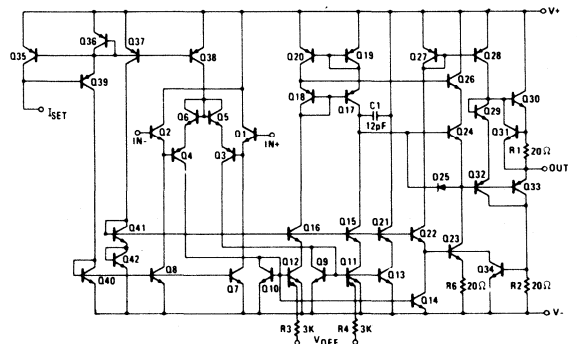 V+
Q36
Q37
Q35
Q38
Q20
Q19
Q27
Q28
Q39
Q26
Q30
ISET
Q18
Q17
C1
12pF
Q29
Q31
R1
20Ω
Q6
Q5
Q2
Q1
IN-
IN+
Q4
Q3
Q24
OUT
D25
Q32
Q33
Q41
Q16
Q15
Q21
Q22
Q23
Q42
Q34
Q40
Q8
Q7
Q10
Q12
Q9
Q11
Q13
R6
20Ω
R2
20Ω
Q14
V-
R3
3K
R4
3K
VOFF